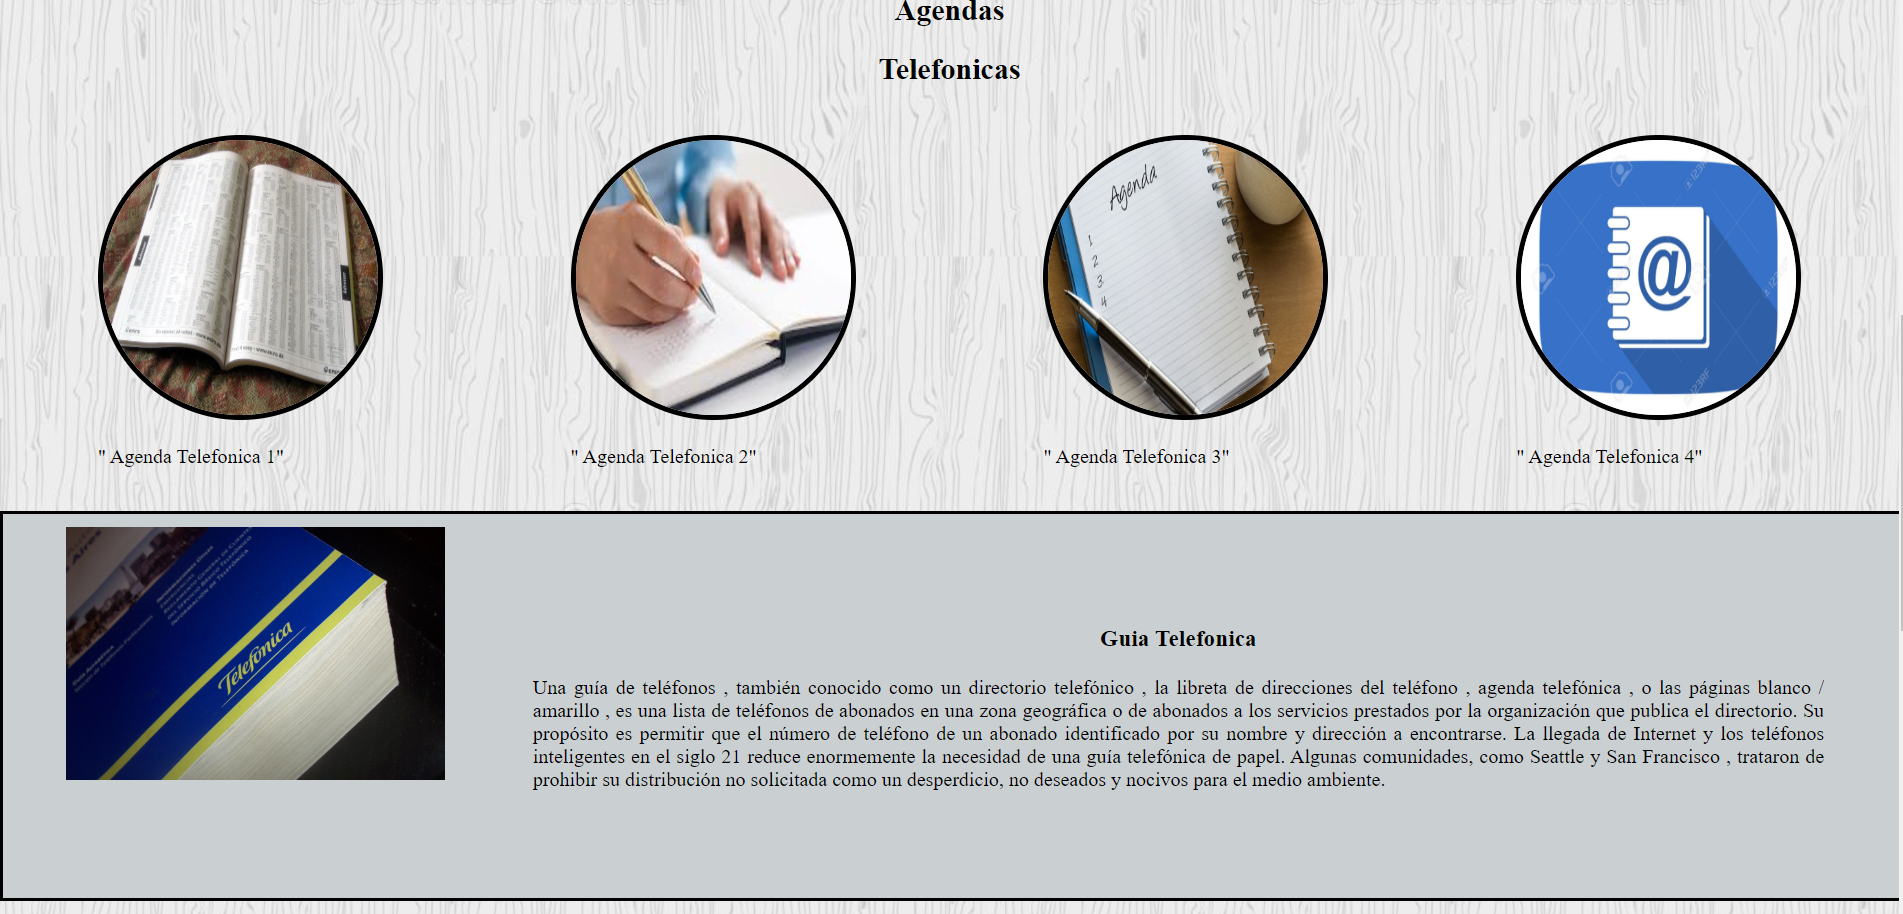 Agendas
Telefonicas
Agenda
1
2
3
4
@
" Agenda Telefonica 1"
" Agenda Telefonica 2"
" Agenda Telefonica 3"
" Agenda Telefonica 4"
Telefónica
Guia Telefonica
Una guía de teléfonos , también conocido como un directorio telefónico , la libreta de direcciones del teléfono , agenda telefónica , o las páginas blanco /
amarillo , es una lista de teléfonos de abonados en una zona geográfica o de abonados a los servicios prestados por la organización que publica el directorio. Su
propósito es permitir que el número de teléfono de un abonado identificado por su nombre y dirección a encontrarse. La llegada de Internet y los teléfonos
inteligentes en el siglo 21 reduce enormemente la necesidad de una guía telefónica de papel. Algunas comunidades, como Seattle y San Francisco , trataron de
prohibir su distribución no solicitada como un desperdicio, no deseados y nocivos para el medio ambiente.